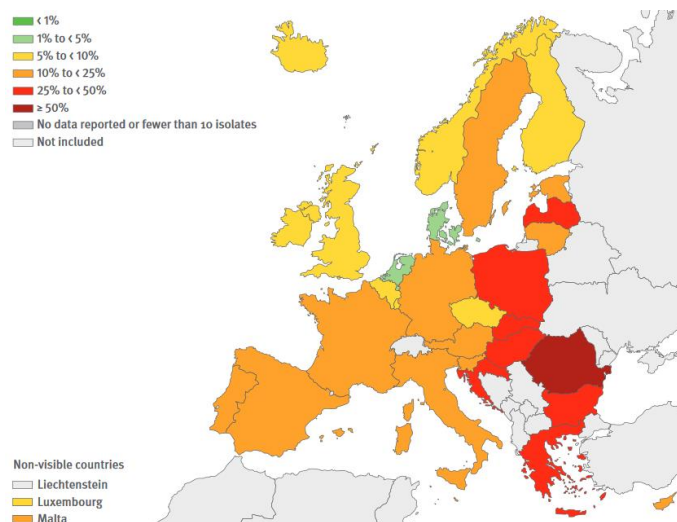 < 1%
1% to < 5%
5% to < 10%
10% to < 25%
25% to < 50%
≥ 50%
No data reported or fewer than 10 isolates
Not included
Non-visible countries
Liechtenstein
Luxembourg
Malta